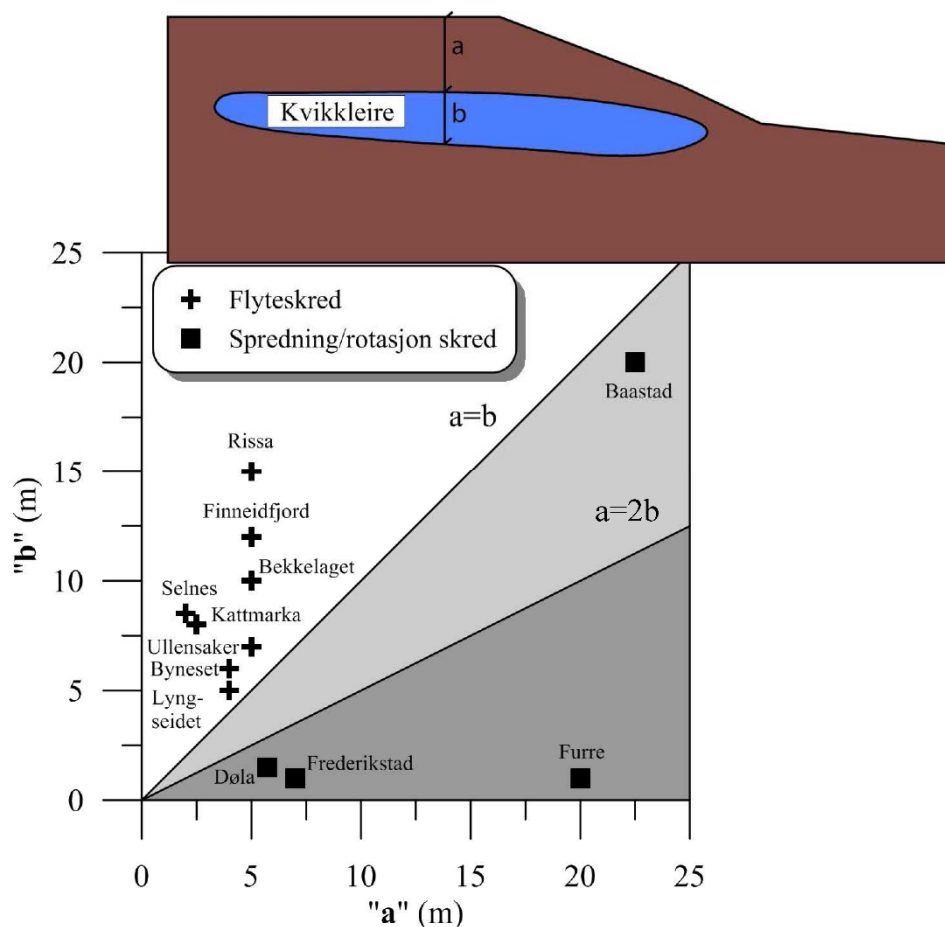 a
Kvikkleire
b
25
Flyteskred
Spredning/rotasjon skred
20
Baastad
a=b
Rissa
15
a=2b
Finneidfjord
"b" (m)
Bekkelaget
10
Selnes
Kattmarka
Ullensaker
Byneset
5
Lyng-
seidet
Døla
Frederikstad
Furre
0
0 5 10 15 20 25
"a" (m)